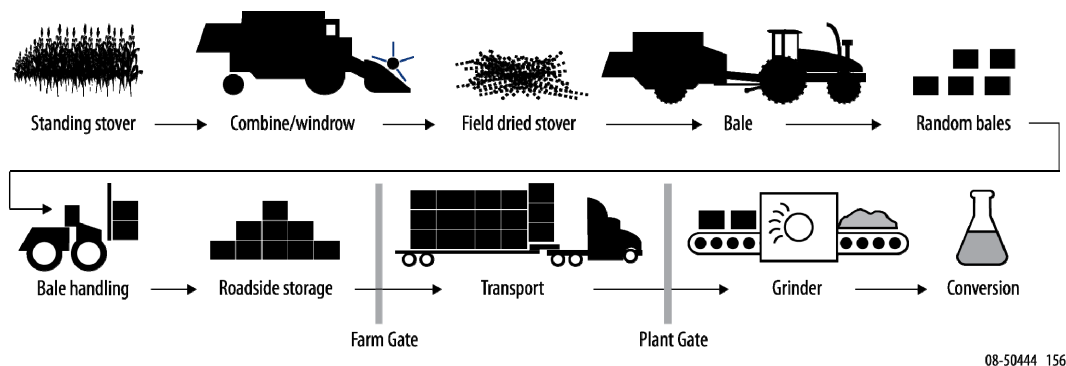 Standing stover
Combine/windrow
Field dried stover
Bale
Random bales
Bale handling
Roadside storage
Transport
Grinder
Conversion
Farm Gate
Plant Gate
08-50444 156